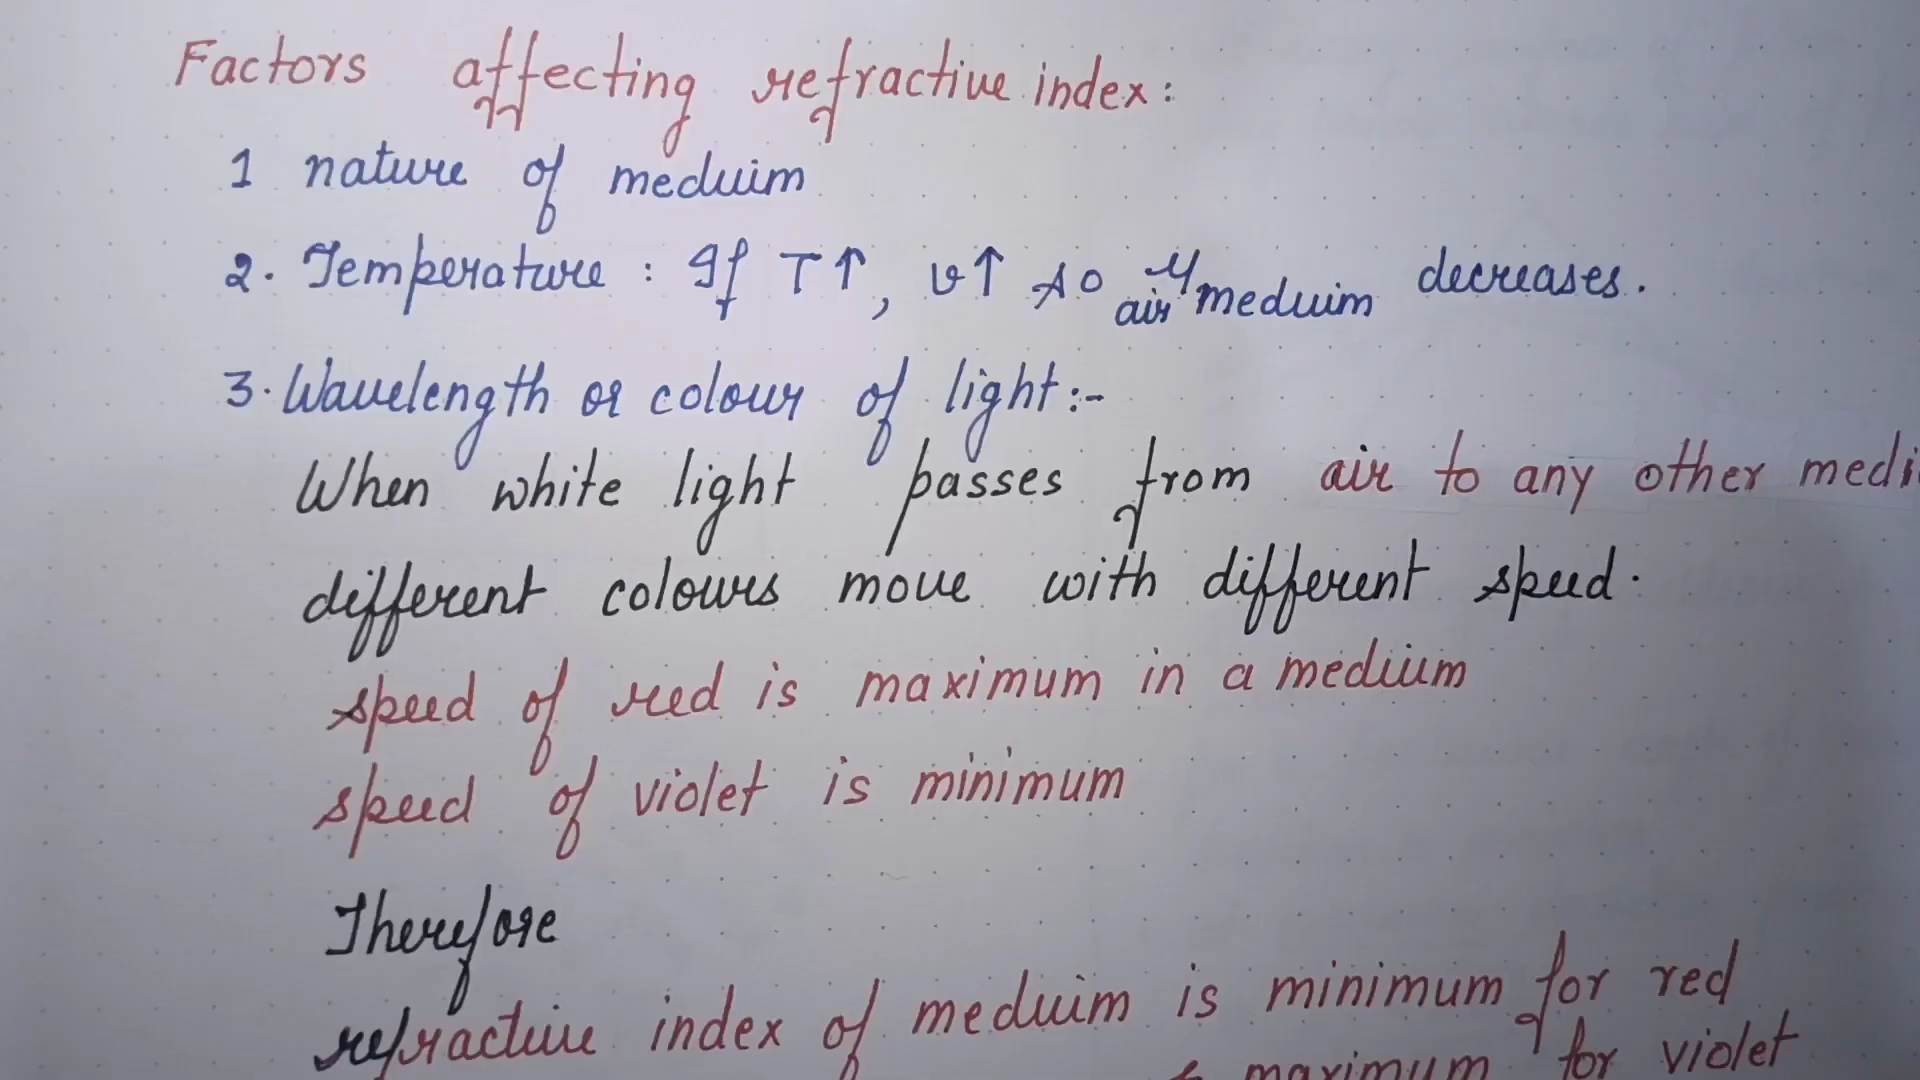 Factors affecting refractive index:
1 nature of meduim
2. Temperature : If T↑, v↑ so airμmeduim decreases.
3. Wavelength or colour of light:-
When white light passes from air to any other medi
different colours move with different speed.
speed of red is maximum in a medium
speed of violet is minimum
Therefore
refractive index of meduim is minimum for red
& maximum for violet